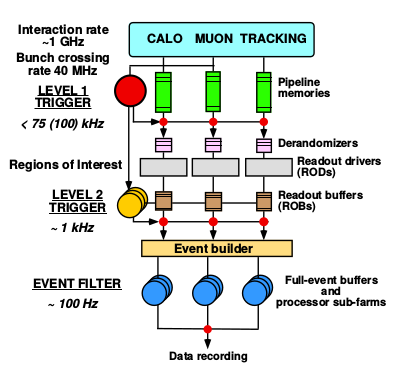 Interaction rate
~1 GHz
CALO MUON TRACKING
Bunch crossing
rate 40 MHz
LEVEL 1
TRIGGER
< 75 (100) kHz
Pipeline
memories
Derandomizers
Regions of Interest
Readout drivers
(RODs)
LEVEL 2
TRIGGER
~ 1 kHz
Readout buffers
(ROBs)
Event builder
EVENT FILTER
~ 100 Hz
Full-event buffers
and
processor sub-farms
Data recording